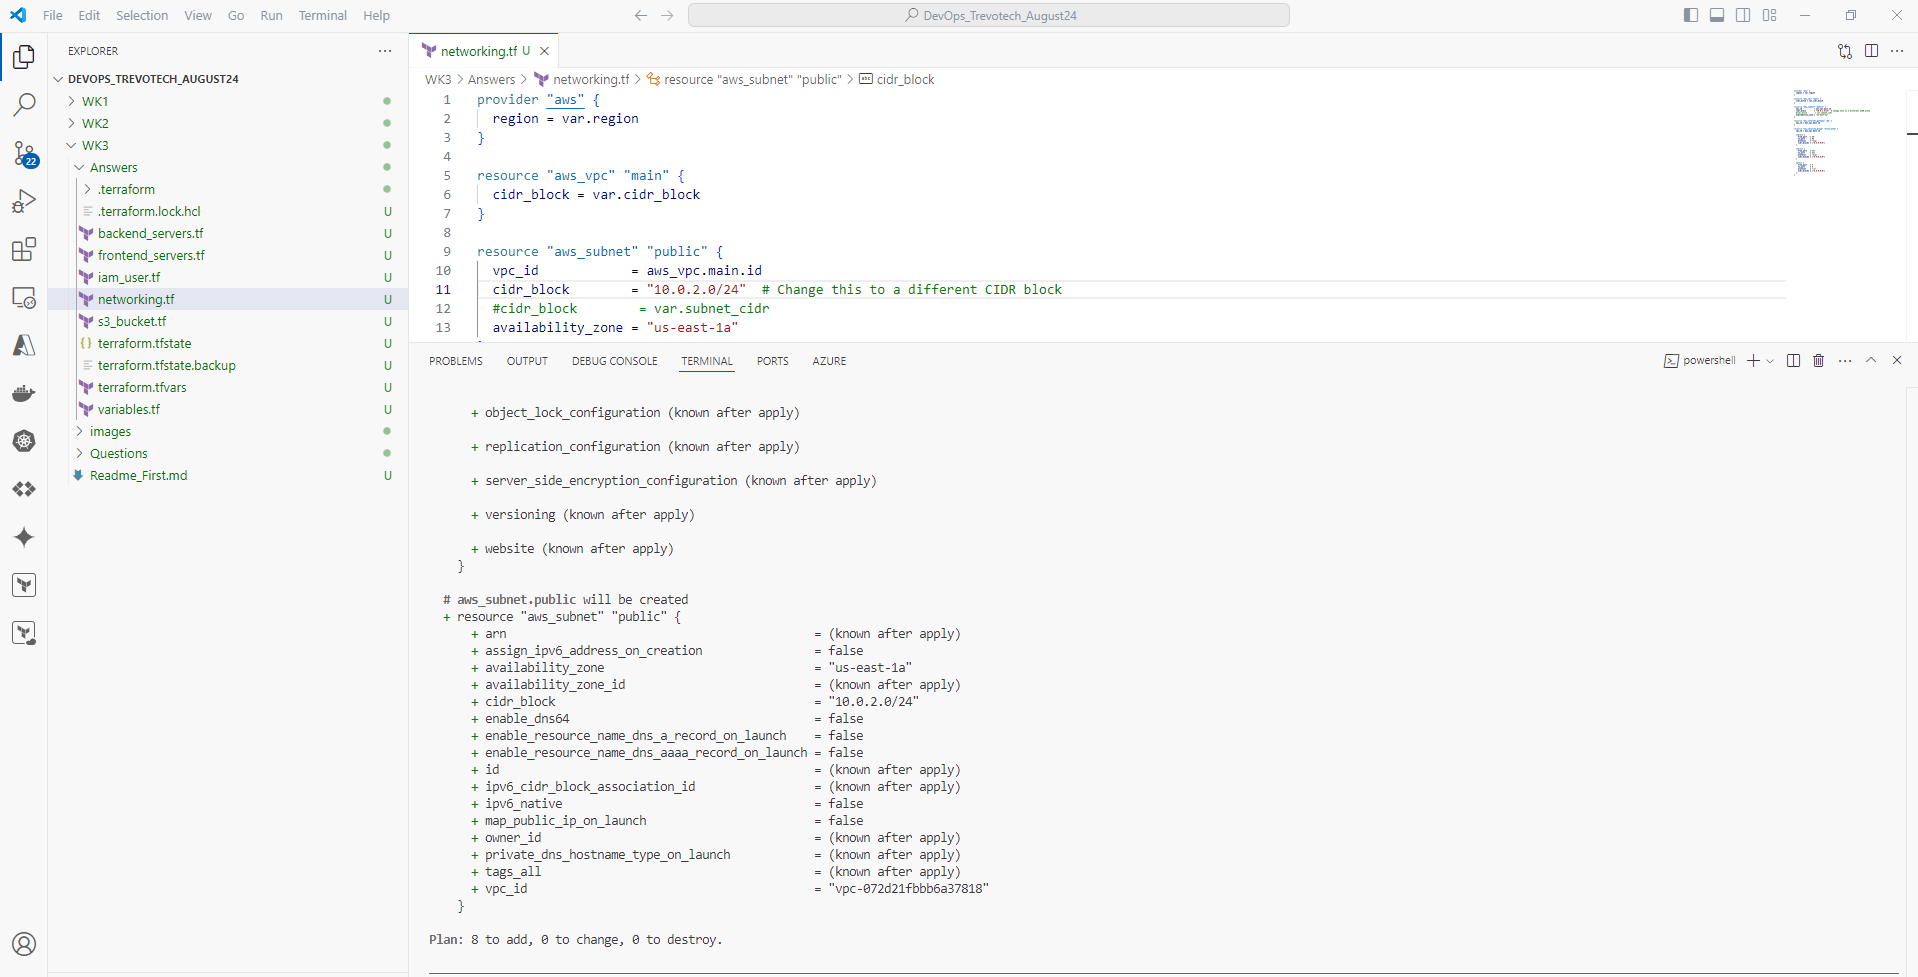 File Edit Selection View Go Run Terminal Help
DevOps_Trevotech_August24
EXPLORER
DEVOPS_TREVOTECH_AUGUST24
WK1
WK2
WK3
Answers
.terraform
.terraform.lock.hcl U
backend_servers.tf U
frontend_servers.tf U
iam_user.tf U
networking.tf U
s3_bucket.tf U
terraform.tfstate U
terraform.tfstate.backup U
terraform.tfvars U
variables.tf U
images
Questions
Readme_First.md U
22
networking.tf U
WK3 > Answers > networking.tf > resource "aws_subnet" "public" > cidr_block
1 provider "aws" {
2 region = var.region
3 }
4
5 resource "aws_vpc" "main" {
6 cidr_block = var.cidr_block
7 }
8
9 resource "aws_subnet" "public" {
10 vpc_id = aws_vpc.main.id
11 cidr_block = "10.0.2.0/24" # Change this to a different CIDR block
12 #cidr_block = var.subnet_cidr
13 availability_zone = "us-east-1a"
PROBLEMS OUTPUT DEBUG CONSOLE TERMINAL PORTS AZURE
powershell
+ object_lock_configuration (known after apply)
+ replication_configuration (known after apply)
+ server_side_encryption_configuration (known after apply)
+ versioning (known after apply)
+ website (known after apply)
}
# aws_subnet.public will be created
+ resource "aws_subnet" "public" {
+ arn = (known after apply)
+ assign_ipv6_address_on_creation = false
+ availability_zone = "us-east-1a"
+ availability_zone_id = (known after apply)
+ cidr_block = "10.0.2.0/24"
+ enable_dns64 = false
+ enable_resource_name_dns_a_record_on_launch = false
+ enable_resource_name_dns_aaaa_record_on_launch = false
+ id = (known after apply)
+ ipv6_cidr_block_association_id = (known after apply)
+ ipv6_native = false
+ map_public_ip_on_launch = false
+ owner_id = (known after apply)
+ private_dns_hostname_type_on_launch = (known after apply)
+ tags_all = (known after apply)
+ vpc_id = "vpc-072d21fbbb6a37818"
}
Plan: 8 to add, 0 to change, 0 to destroy.